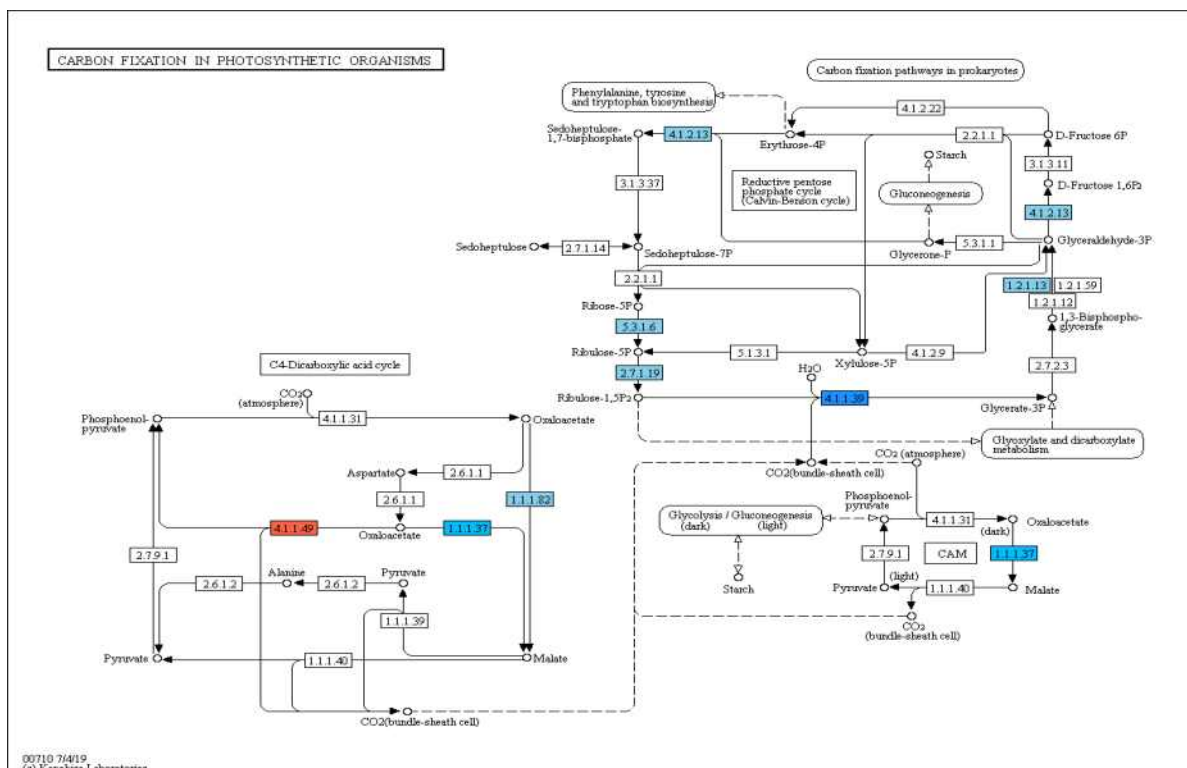 CARBON FIXATION IN PHOTOSYNTHETIC ORGANISMS
Carbon fixation pathways in prokaryotes
Phenylalanine, tyrosine
and tryptophan biosynthesis
4.1.2.22
Sedoheptulose-
1,7-bisphosphate
4.1.2.13
Erythrose-4P
2.2.1.1
D-Fructose 6P
Starch
3.1.3.11
3.1.3.37
Reductive pentose
phosphate cycle
(Calvin-Benson cycle)
Gluconeogenesis
D-Fructose 1,6P2
4.1.2.13
Sedoheptulose
2.7.1.14
Sedoheptulose-7P
Glycerone-P
5.3.1.1
Glyceraldehyde-3P
2.2.1.1
1.2.1.13
1.2.1.59
1.2.1.12
Ribose-5P
1,3-Bisphospho-
glycerate
5.3.1.6
Ribulose-5P
5.1.3.1
Xylulose-5P
4.1.2.9
C4-Dicarboxylic acid cycle
2.7.1.19
H2O
2.7.2.3
CO2
(atmosphere)
Ribulose-1,5P2
4.1.1.39
Glycerate-3P
Phosphoenol-
pyruvate
4.1.1.31
Oxaloacetate
Glyoxylate and dicarboxylate
metabolism
CO2 (atmosphere)
CO2(bundle-sheath cell)
Aspartate
2.6.1.1
2.6.1.1
1.1.1.82
Phosphoenol-
pyruvate
Glycolysis / Gluconeogenesis
(dark) (light)
4.1.1.31
Oxaloacetate
(dark)
4.1.1.49
Oxaloacetate
1.1.1.37
2.7.9.1
2.7.9.1
CAM
1.1.1.37
Alanine
Pyruvate
2.6.1.2
2.6.1.2
Starch
(light)
Pyruvate
1.1.1.40
Malate
1.1.1.39
CO2
(bundle-sheath cell)
Pyruvate
1.1.1.40
Malate
CO2(bundle-sheath cell)
00710 7/4/19
(c) Kanehisa Laboratories